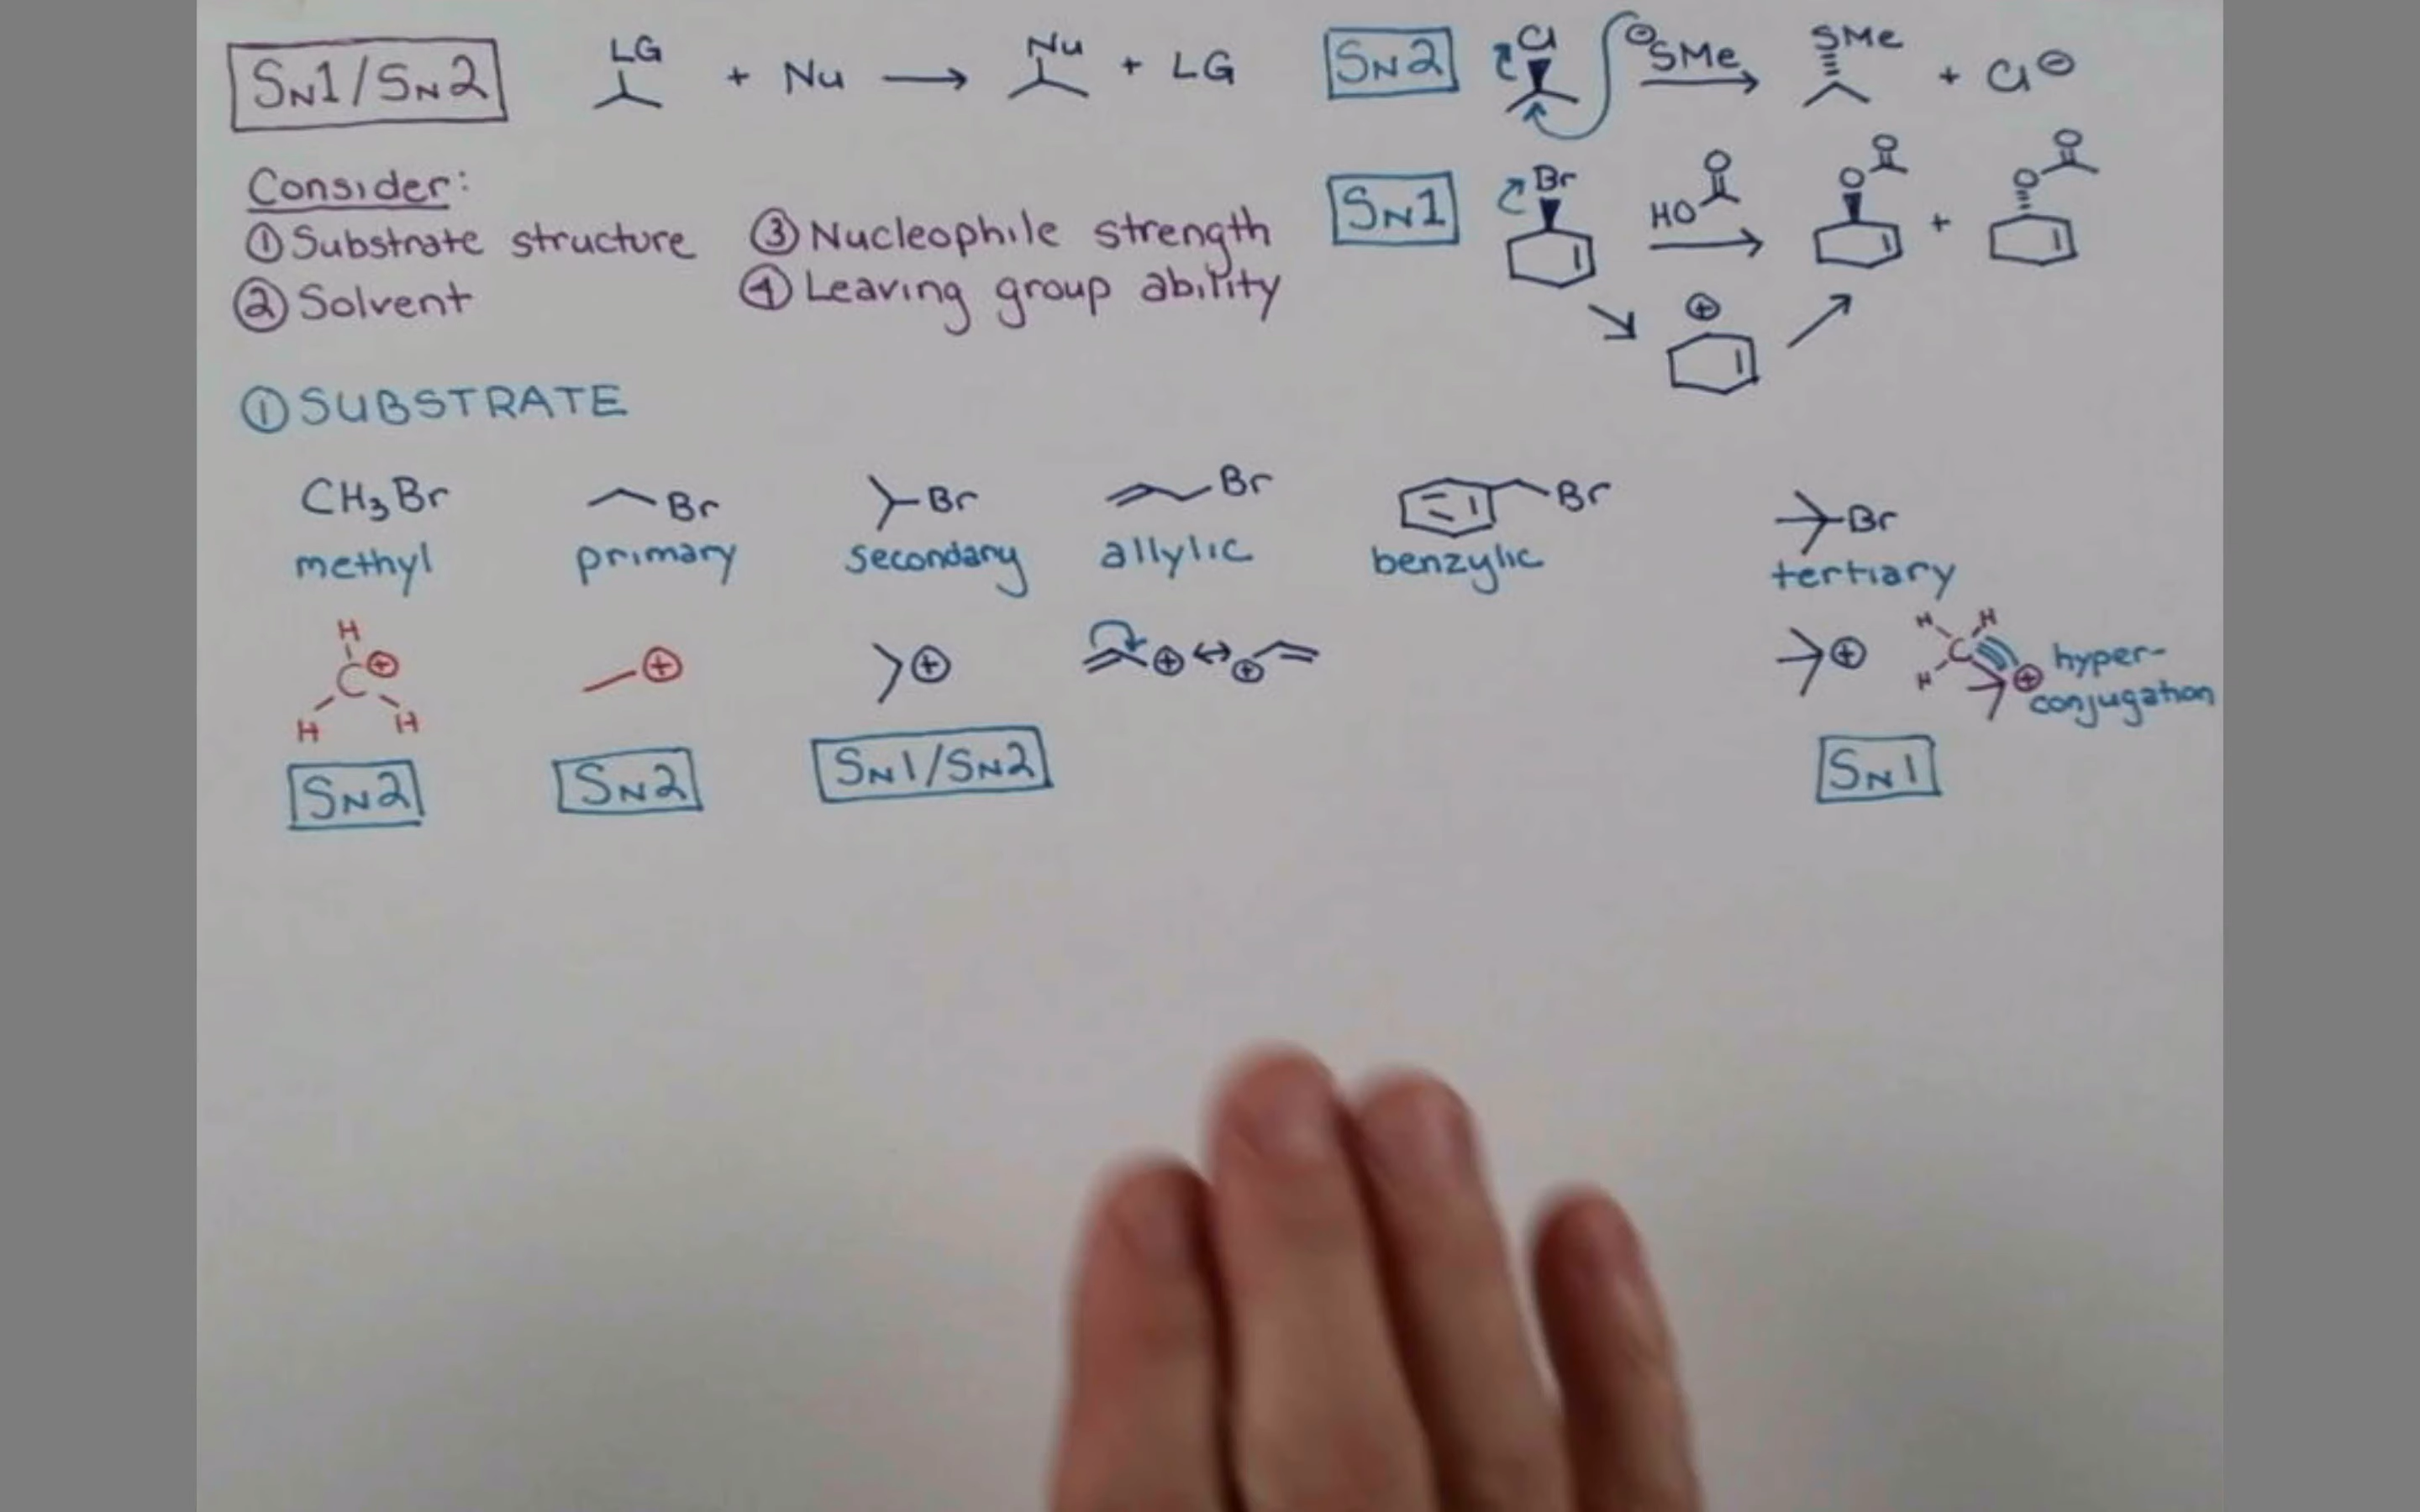 SN1/SN2
LG
+ Nu → Nu + LG
SN2
Cl ⊖SMe → SMe + Cl⊖
Consider:
① Substrate structure
② Solvent
③ Nucleophile strength
④ Leaving group ability
SN1
Br HO O → O O + O O
⊕
① SUBSTRATE
CH₃Br
methyl
Br
primary
Br
secondary
Br
allylic
Br
benzylic
Br
tertiary
H
C ⊕
H H
⊕
⊕
⊕ ↔ ⊕
⊕
H H
C
H ⊕
hyper-
conjugation
SN2
SN2
SN1/SN2
SN1